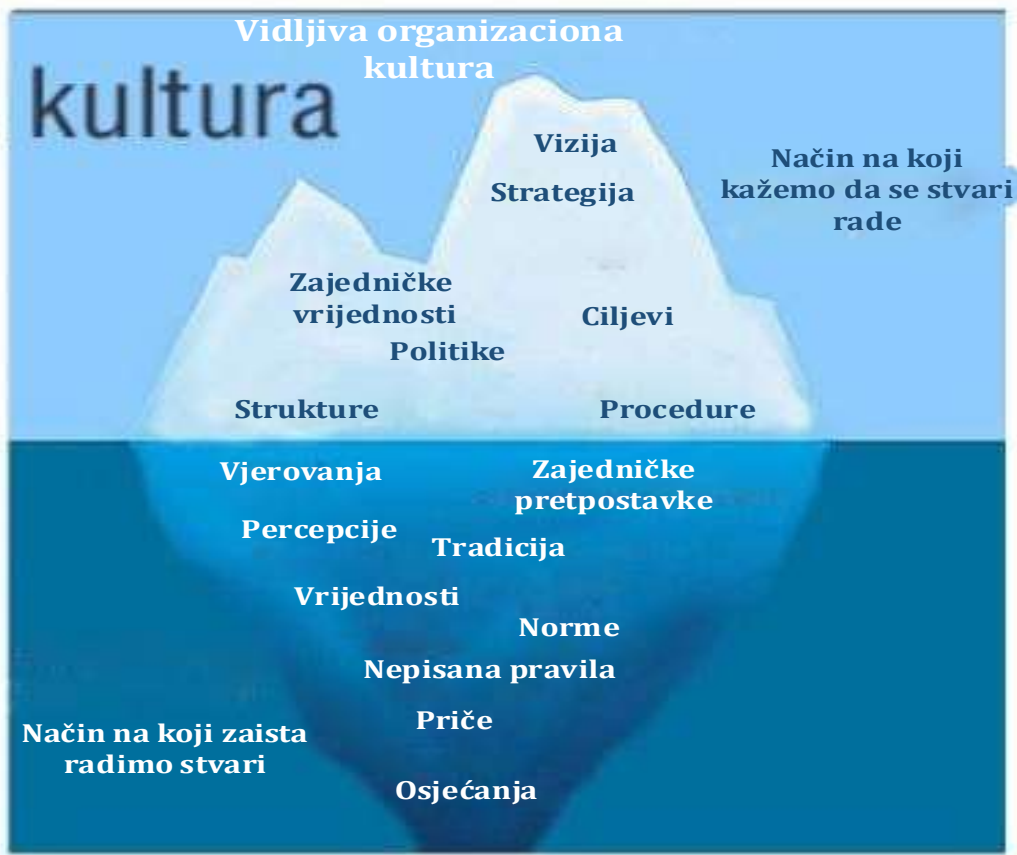 Vidljiva organizaciona
kultura
kultura
Vizija
Strategija
Način na koji
kažemo da se stvari
rade
Zajedničke
vrijednosti
Ciljevi
Politike
Strukture
Procedure
Vjerovanja
Zajedničke
pretpostavke
Percepcije
Tradicija
Vrijednosti
Norme
Nepisana pravila
Priče
Način na koji zaista
radimo stvari
Osjećanja